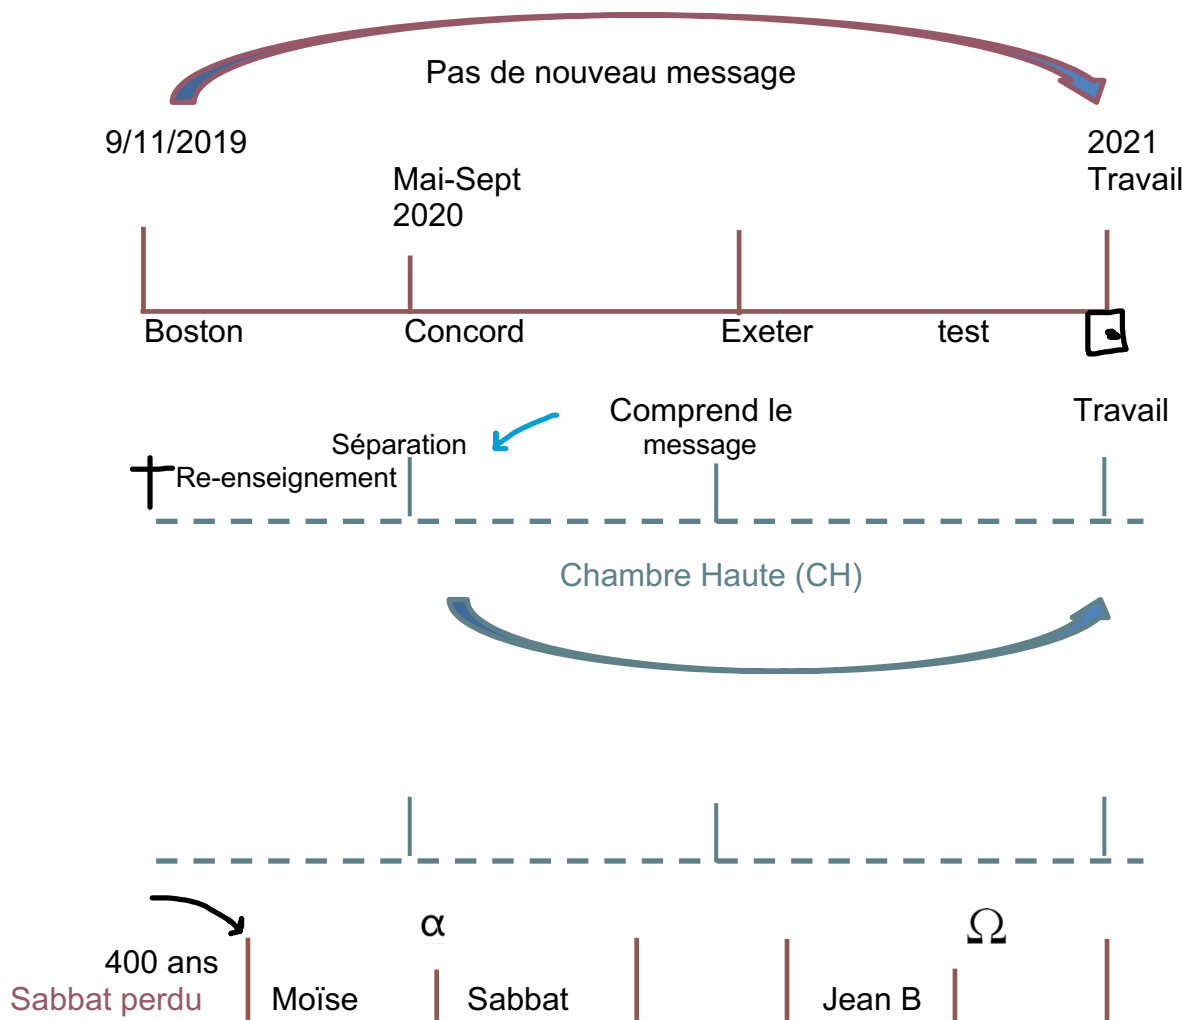 Pas de nouveau message
9/11/2019
2021
Travail
Mai-Sept
2020
Boston
Concord
Exeter
test
Comprend le
message
Travail
Séparation
Re-enseignement
Chambre Haute (CH)
α
Ω
400 ans
Sabbat perdu
Moïse
Sabbat
Jean B